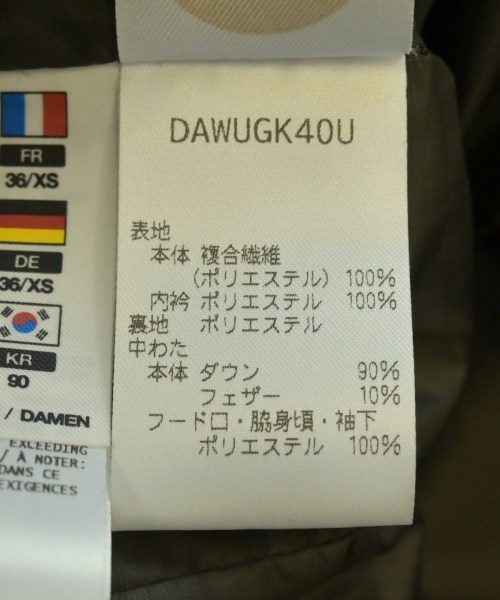 DAWUGK40U
表地
本体 複合繊維
(ポリエステル) 100%
内衿 ポリエステル 100%
裏地 ポリエステル
中わた
本体 ダウン 90%
フェザー 10%
フード口・脇身頃・袖下
ポリエステル 100%
FR
36/XS
DE
36/XS
KR
90
/ DAMEN
EXCEEDING
/ À NOTER:
DANS CE
EXIGENCES